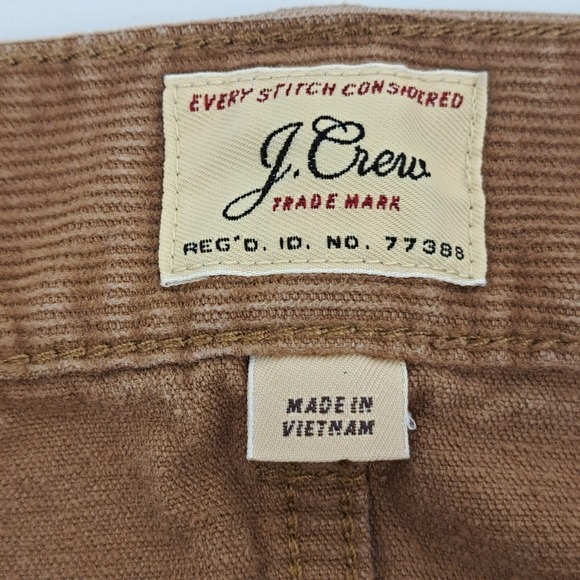 EVERY STITCH CONSIDERED
J.Crew.
TRADE MARK
REG'D. ID. NO. 77388
MADE IN
VIETNAM